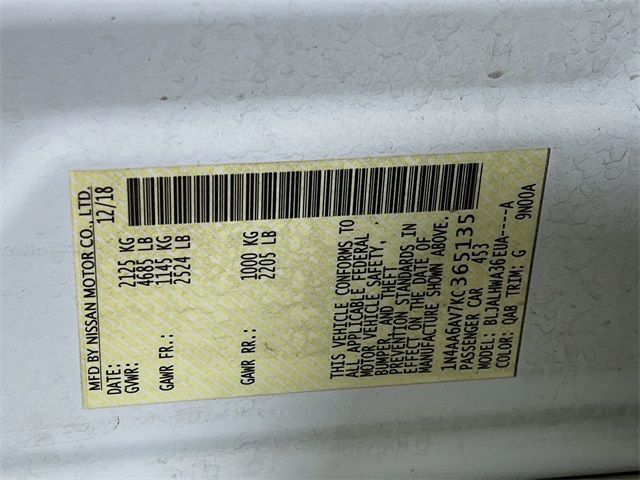 MFD BY NISSAN MOTOR CO., LTD.
DATE: 12/18
GVWR: 2125 KG
4685 LB
GAWR FR.: 1145 KG
2524 LB
GAWR RR.: 1000 KG
2205 LB
THIS VEHICLE CONFORMS TO
ALL APPLICABLE FEDERAL
MOTOR VEHICLE SAFETY,
BUMPER, AND THEFT
PREVENTION STANDARDS IN
EFFECT ON THE DATE OF
MANUFACTURE SHOWN ABOVE.
1N4AA6AV7KC365135
PASSENGER CAR 453
MODEL: BLJALHWA36EUA----A
COLOR: QAB TRIM: G 9N00A